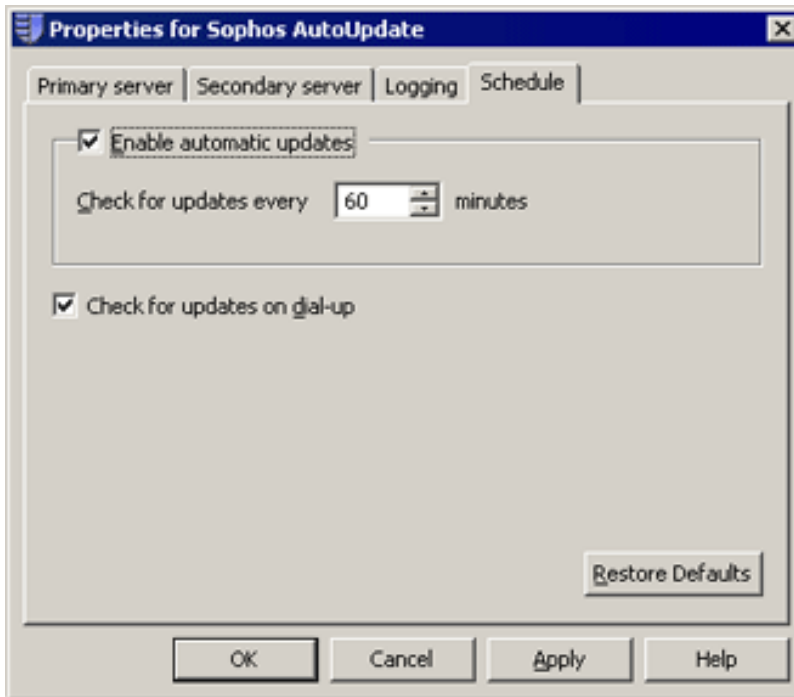 Properties for Sophos AutoUpdate
Primary server Secondary server Logging Schedule
Enable automatic updates
Check for updates every 60 minutes
Check for updates on dial-up
Restore Defaults
OK Cancel Apply Help